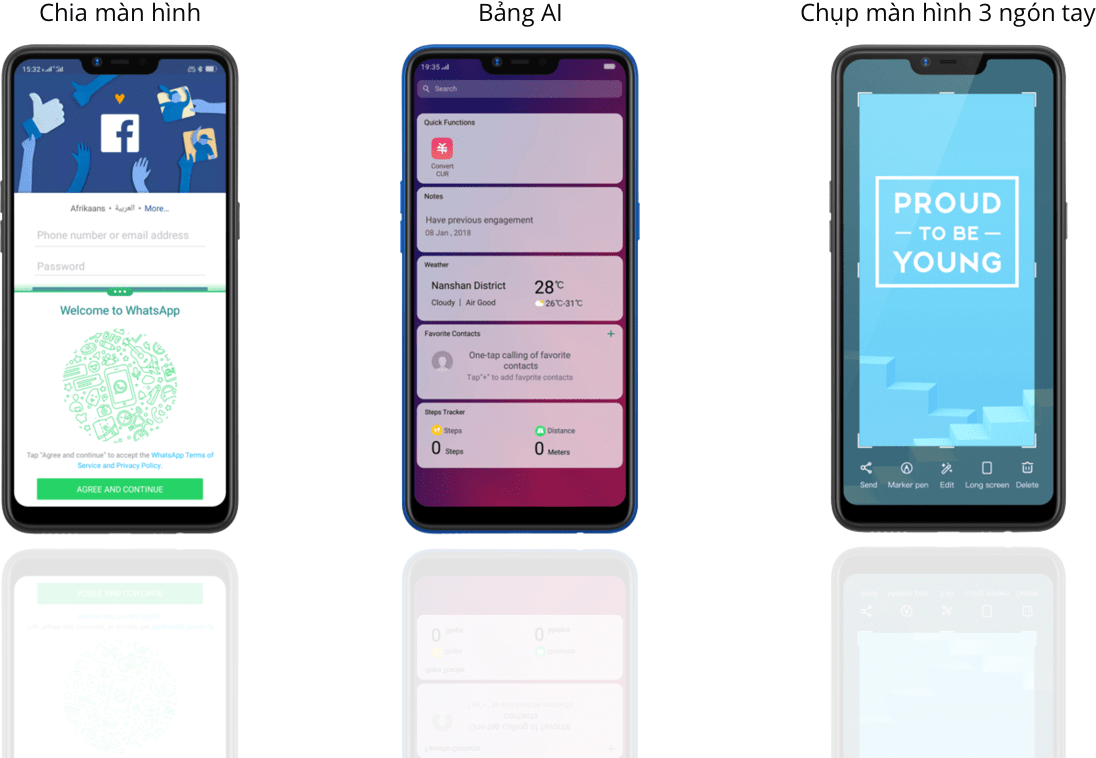 Chia màn hình
Bảng AI
Chụp màn hình 3 ngón tay
15:32
Afrikaans • العربية • More...
Phone number or email address
Password
Welcome to WhatsApp
Tap "Agree and continue" to accept the WhatsApp Terms of
Service and Privacy Policy.
AGREE AND CONTINUE
19:35
Search
Quick Functions
Convert
CUR
Notes
Have previous engagement
08 Jan , 2018
Weather
Nanshan District
28℃
Cloudy | Air Good
26℃-31℃
Favorite Contacts
+
One-tap calling of favorite
contacts
Tap"+" to add favprite contacts
Steps Tracker
Steps
Distance
0 Steps
0 Meters
PROUD
— TO BE —
YOUNG
Send
Marker pen
Edit
Long screen
Delete